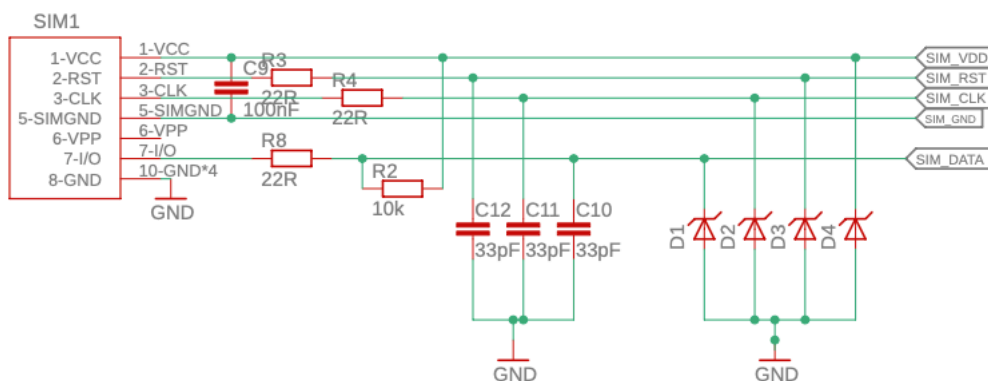 SIM1
1-VCC 1-VCC SIM_VDD
2-RST 2-RST C9 R3 SIM_RST
3-CLK 3-CLK 22R R4 SIM_CLK
5-SIMGND 5-SIMGND 100nF 22R SIM_GND
6-VPP 6-VPP
7-I/O 7-I/O R8 SIM_DATA
8-GND 10-GND*4 22R R2
GND 10k
C12 C11 C10
D1 D2 D3 D4
33pF 33pF 33pF
GND GND